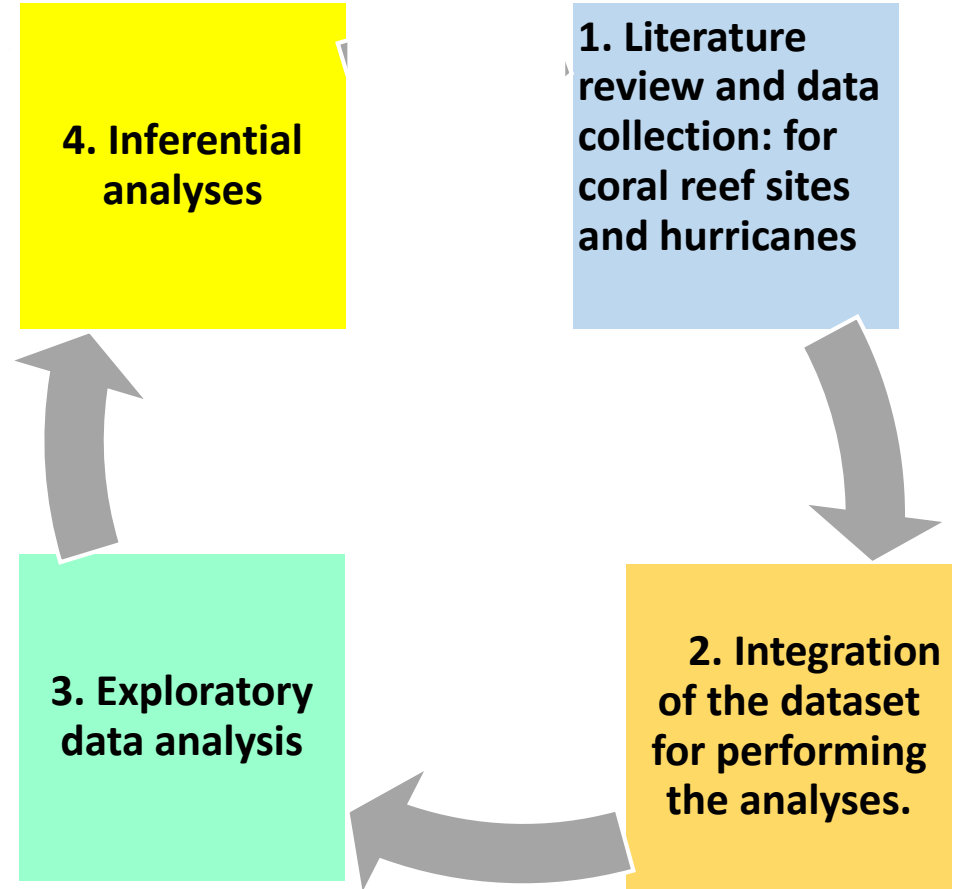 1. Literature
review and data
collection: for
coral reef sites
and hurricanes
2. Integration
of the dataset
for performing
the analyses.
3. Exploratory
data analysis
4. Inferential
analyses